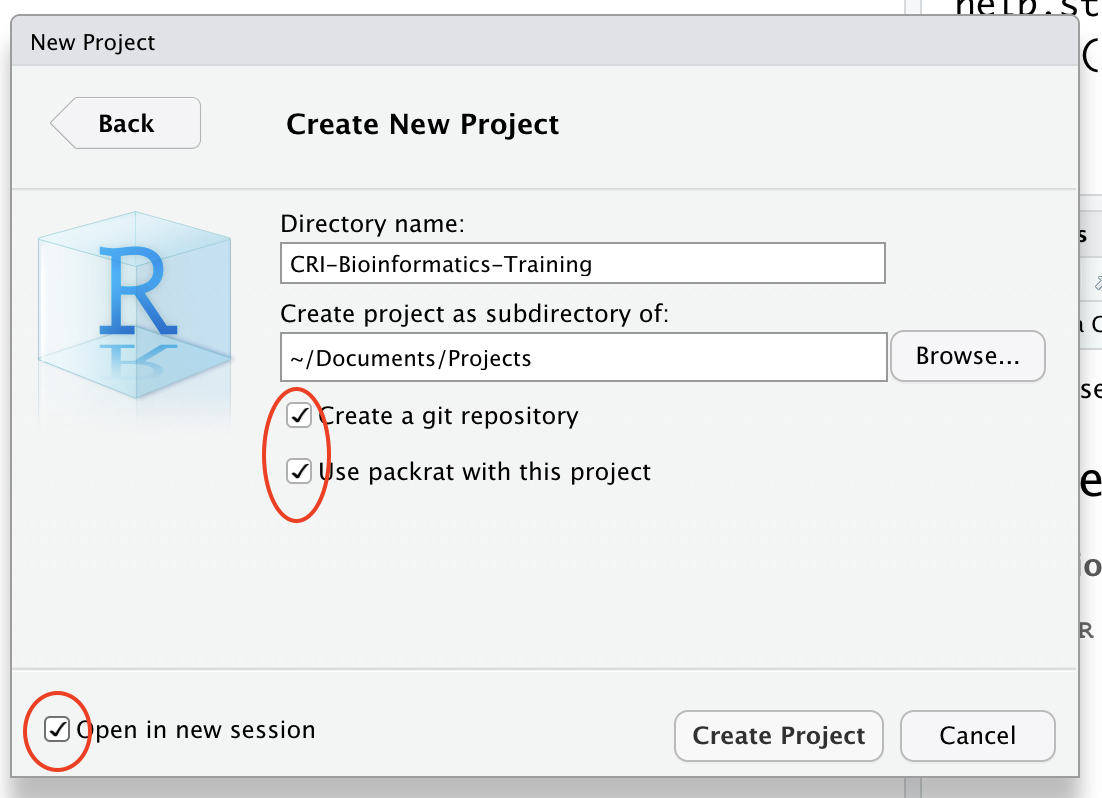 help.st
New Project
(
Back
Create New Project
R
Directory name:
CRI-Bioinformatics-Training
s
Create project as subdirectory of:
~/Documents/Projects
Browse...
Create a git repository
Use packrat with this project
Open in new session
Create Project
Cancel
R